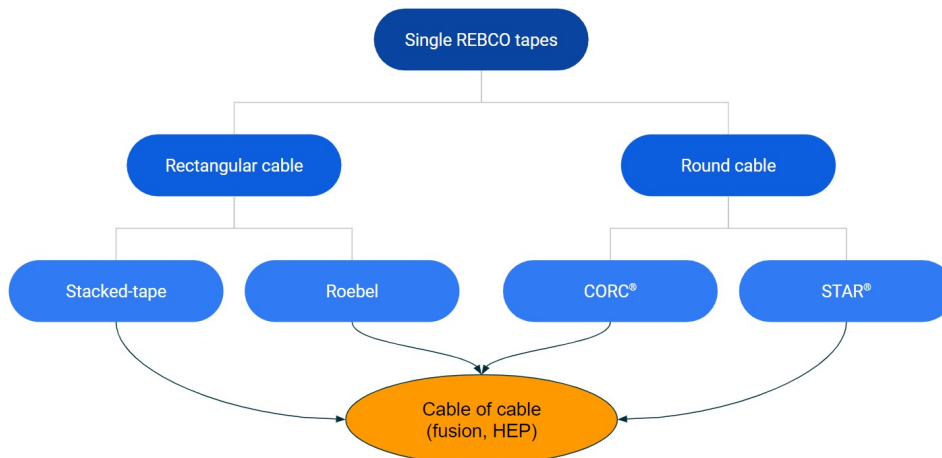 Single REBCO tapes
Rectangular cable
Round cable
Stacked-tape
Roebel
CORC®
STAR®
Cable of cable
(fusion, HEP)